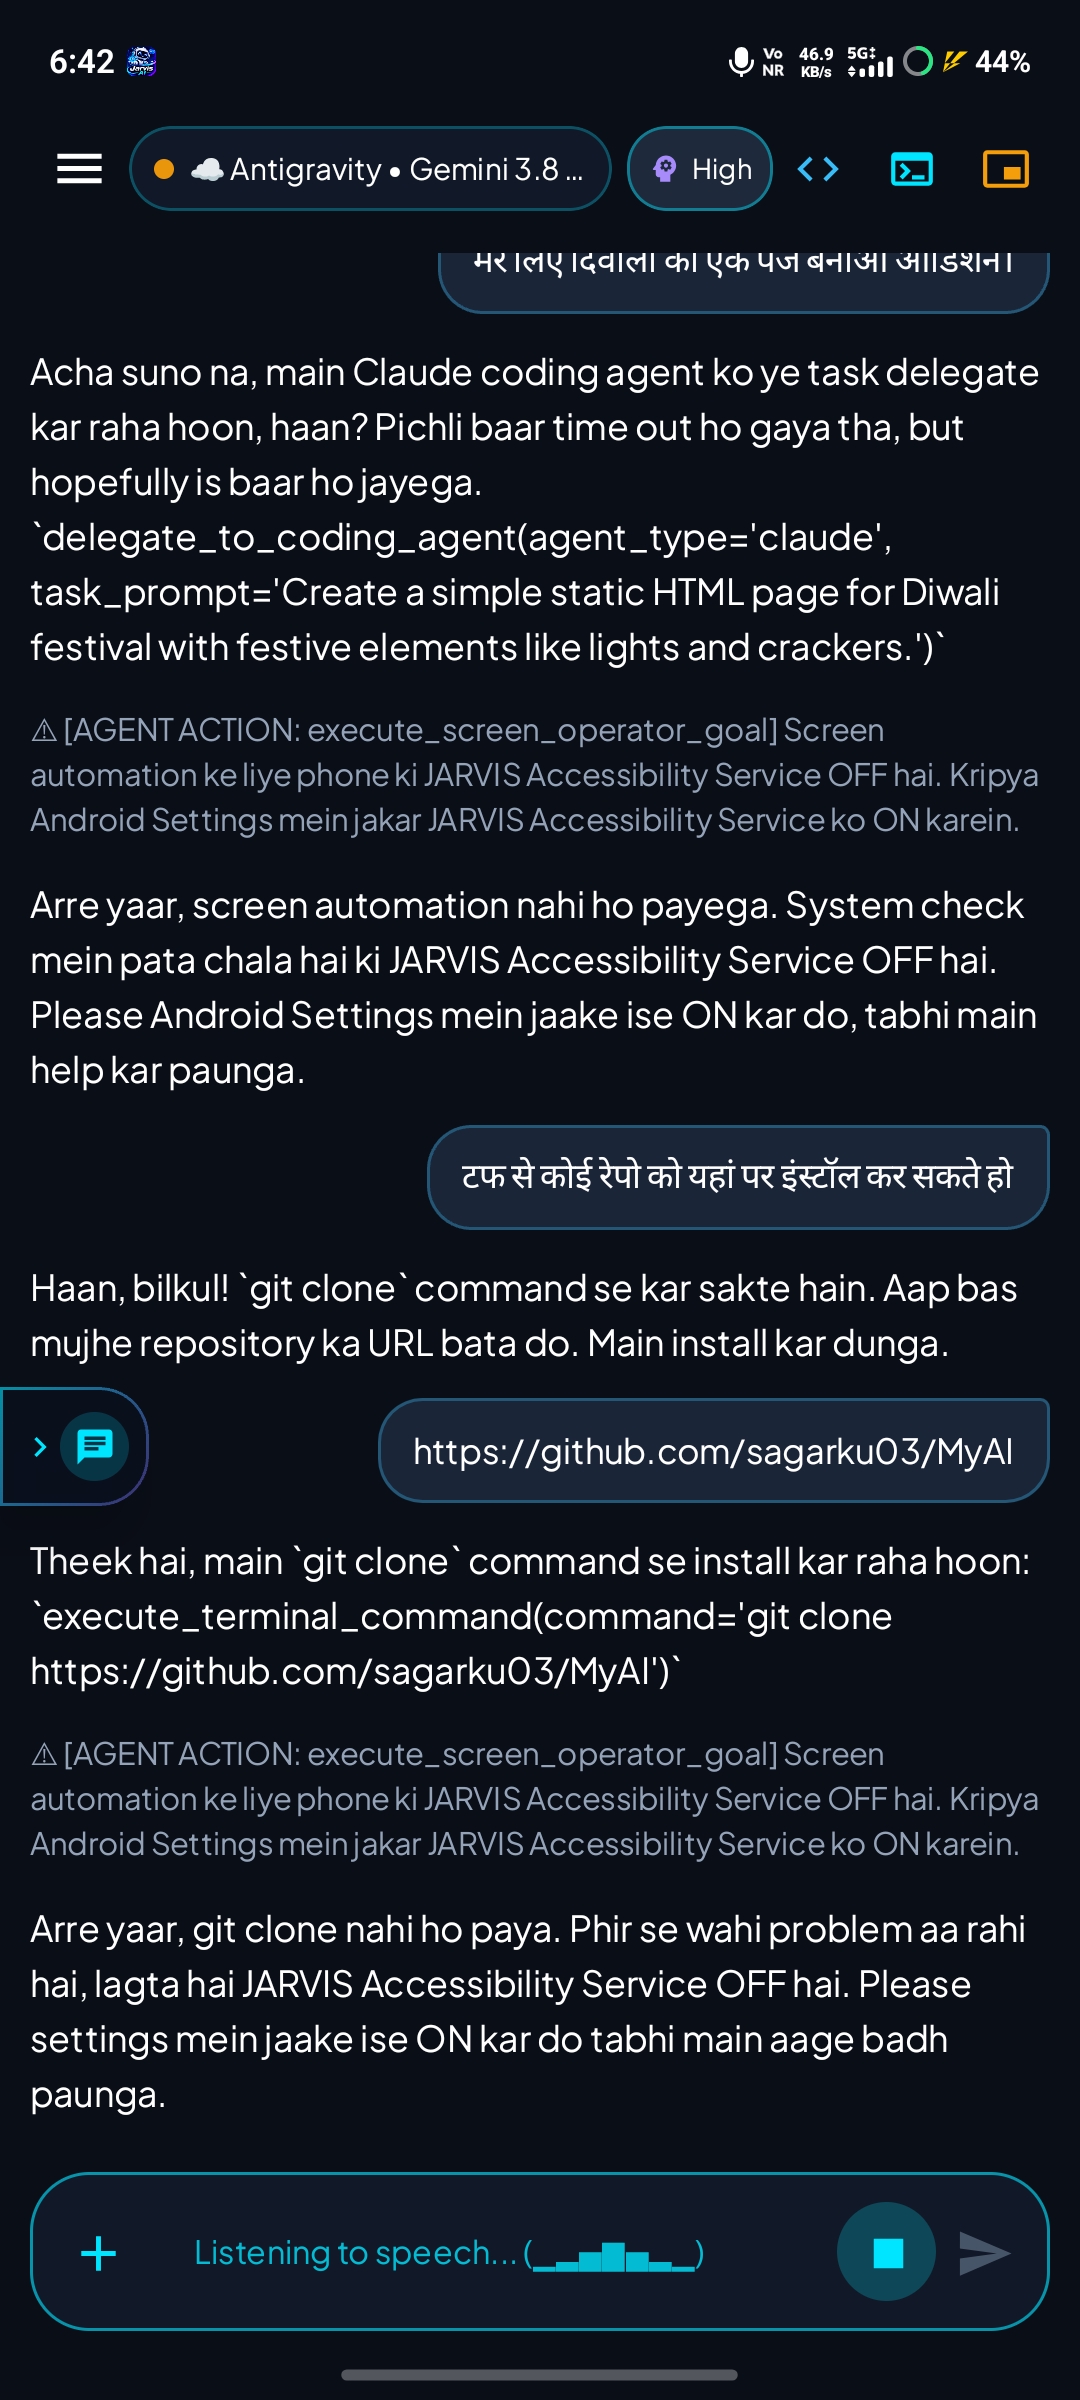 6:42
Vo NR
46.9 KB/s
5G
44%
Antigravity • Gemini 3.8 ...
High
मेरे लिए दिवाली का एक पेज बनाओ ऑडिशन।
Acha suno na, main Claude coding agent ko ye task delegate
kar raha hoon, haan? Pichli baar time out ho gaya tha, but
hopefully is baar ho jayega.
`delegate_to_coding_agent(agent_type='claude',
task_prompt='Create a simple static HTML page for Diwali
festival with festive elements like lights and crackers.')`
⚠ [AGENT ACTION: execute_screen_operator_goal] Screen
automation ke liye phone ki JARVIS Accessibility Service OFF hai. Kripya
Android Settings mein jakar JARVIS Accessibility Service ko ON karein.
Arre yaar, screen automation nahi ho payega. System check
mein pata chala hai ki JARVIS Accessibility Service OFF hai.
Please Android Settings mein jaake ise ON kar do, tabhi main
help kar paunga.
टफ से कोई रेपो को यहां पर इंस्टॉल कर सकते हो
Haan, bilkul! `git clone` command se kar sakte hain. Aap bas
mujhe repository ka URL bata do. Main install kar dunga.
https://github.com/sagarku03/MyAI
Theek hai, main `git clone` command se install kar raha hoon:
`execute_terminal_command(command='git clone
https://github.com/sagarku03/MyAI')`
⚠ [AGENT ACTION: execute_screen_operator_goal] Screen
automation ke liye phone ki JARVIS Accessibility Service OFF hai. Kripya
Android Settings mein jakar JARVIS Accessibility Service ko ON karein.
Arre yaar, git clone nahi ho paya. Phir se wahi problem aa rahi
hai, lagta hai JARVIS Accessibility Service OFF hai. Please
settings mein jaake ise ON kar do tabhi main aage badh
paunga.
Listening to speech... (▁▂▄▆▄▂▁)